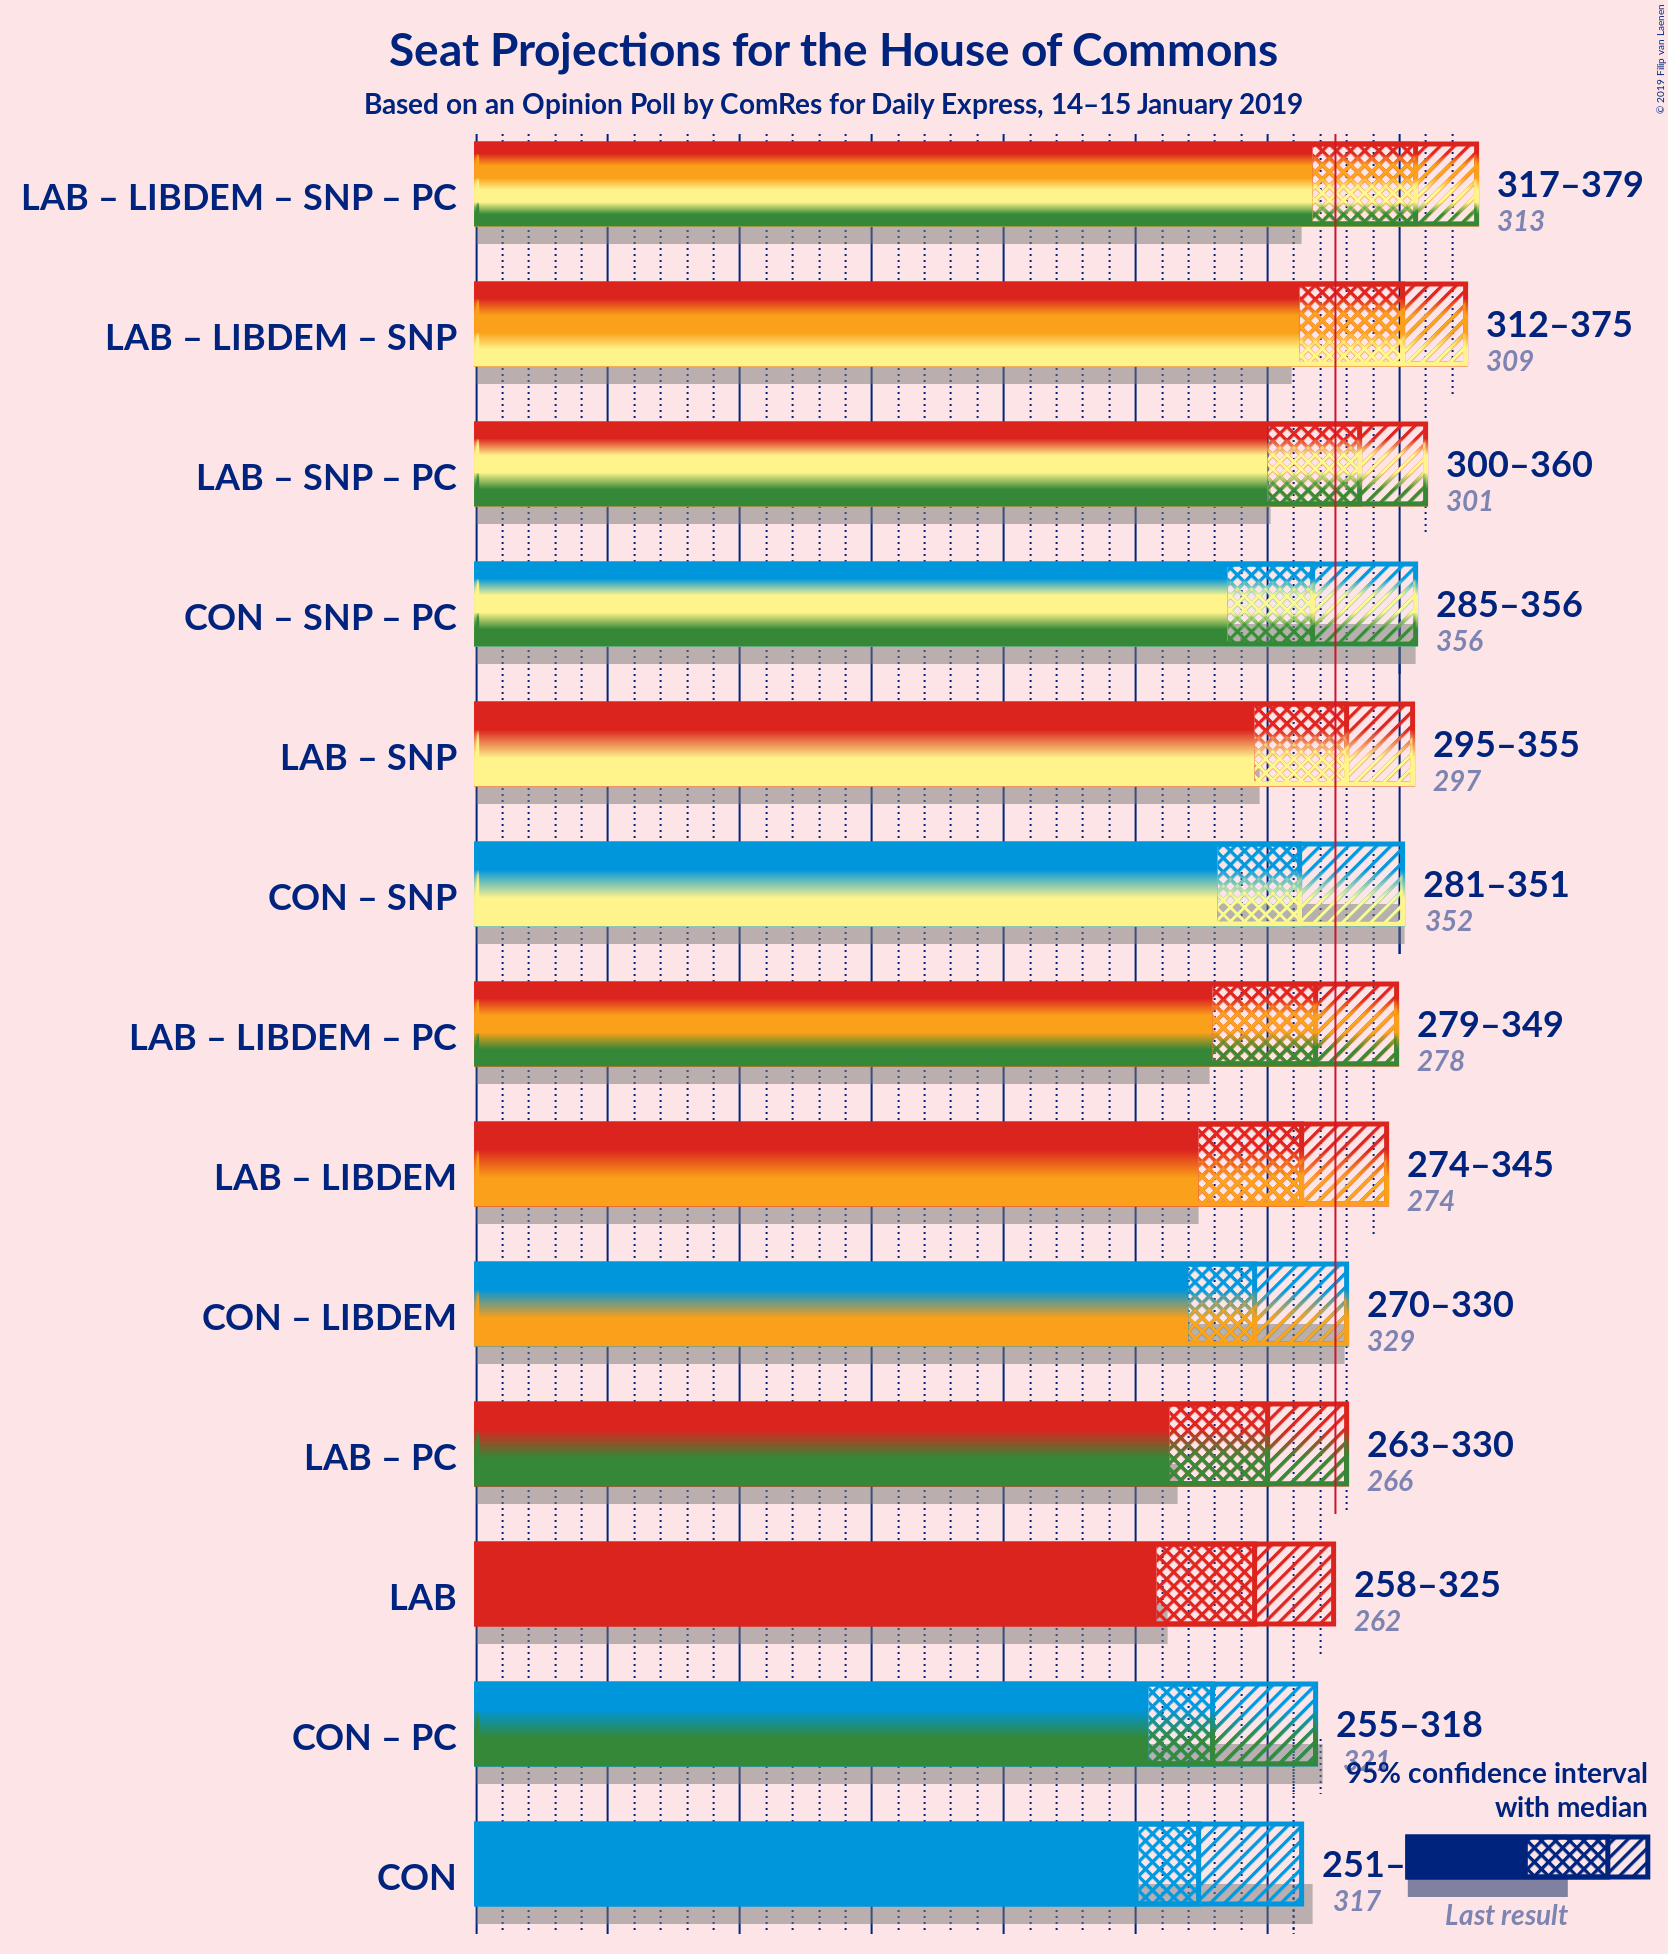 Seat Projections for the House of Commons
Based on an Opinion Poll by ComRes for Daily Express, 14–15 January 2019
© 2019 Filip van Laenen
LAB – LIBDEM – SNP – PC
317–379
313
LAB – LIBDEM – SNP
312–375
309
LAB – SNP – PC
300–360
301
CON – SNP – PC
285–356
356
LAB – SNP
295–355
297
CON – SNP
281–351
352
LAB – LIBDEM – PC
279–349
278
LAB – LIBDEM
274–345
274
CON – LIBDEM
270–330
329
LAB – PC
263–330
266
LAB
258–325
262
CON – PC
255–318
321
95% confidence interval
with median
CON
251–
317
Last result